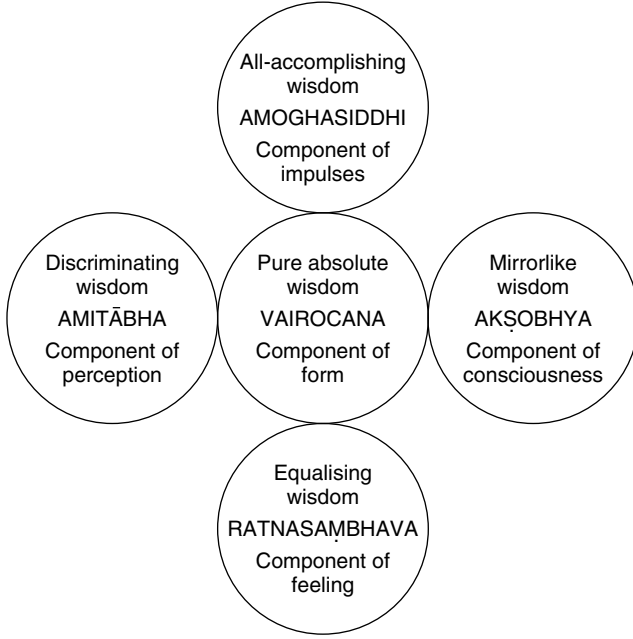 All-accomplishing
wisdom
AMOGHASIDDHI
Component of
impulses
Discriminating
wisdom
AMITĀBHA
Component of
perception
Pure absolute
wisdom
VAIROCANA
Component of
form
Mirrorlike
wisdom
AKṢOBHYA
Component of
consciousness
Equalising
wisdom
RATNASAṂBHAVA
Component of
feeling